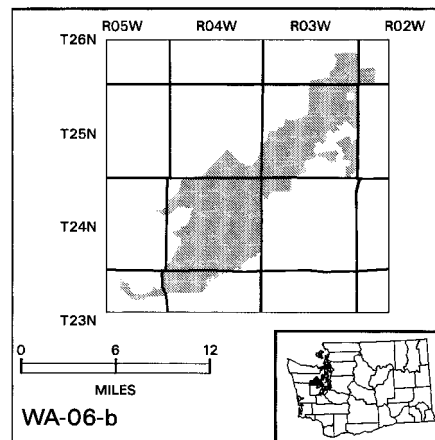 R05W R04W R03W R02W
T26N
T25N
T24N
T23N
0 6 12
MILES
WA-06-b